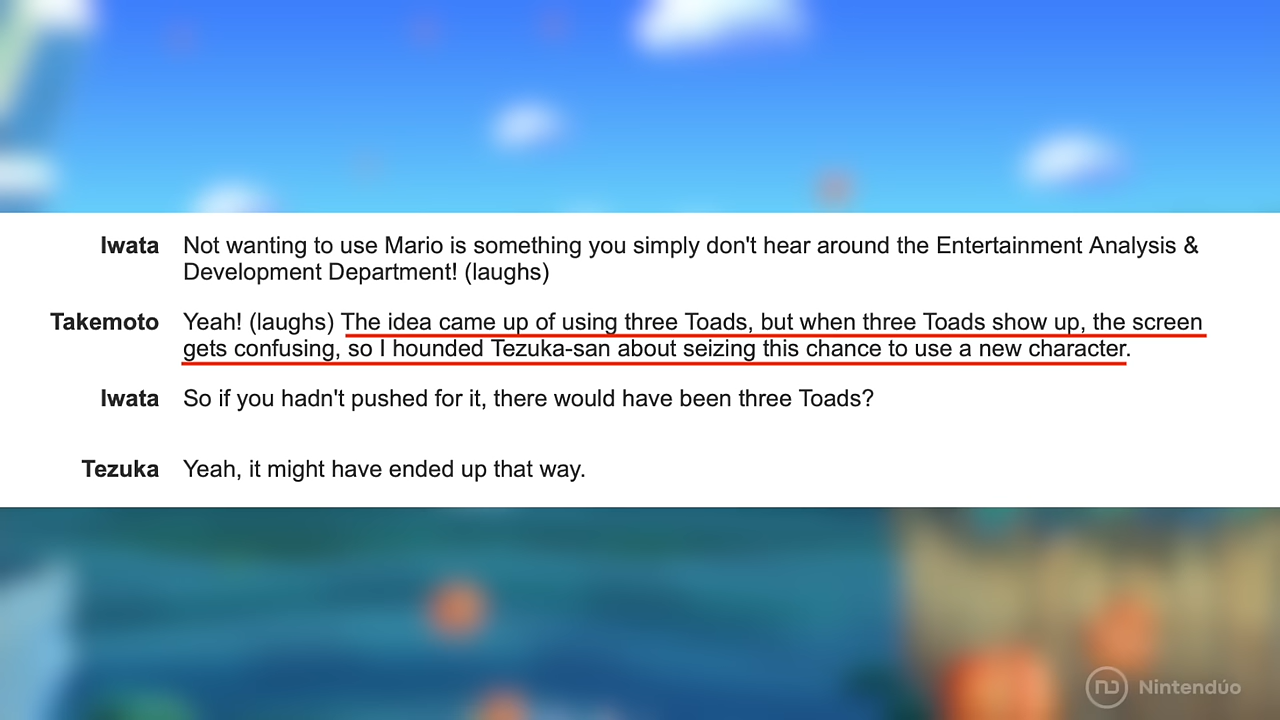 Iwata Not wanting to use Mario is something you simply don't hear around the Entertainment Analysis &
Development Department! (laughs)
Takemoto Yeah! (laughs) The idea came up of using three Toads, but when three Toads show up, the screen
gets confusing, so I hounded Tezuka-san about seizing this chance to use a new character.
Iwata So if you hadn't pushed for it, there would have been three Toads?
Tezuka Yeah, it might have ended up that way.
Nintendúo